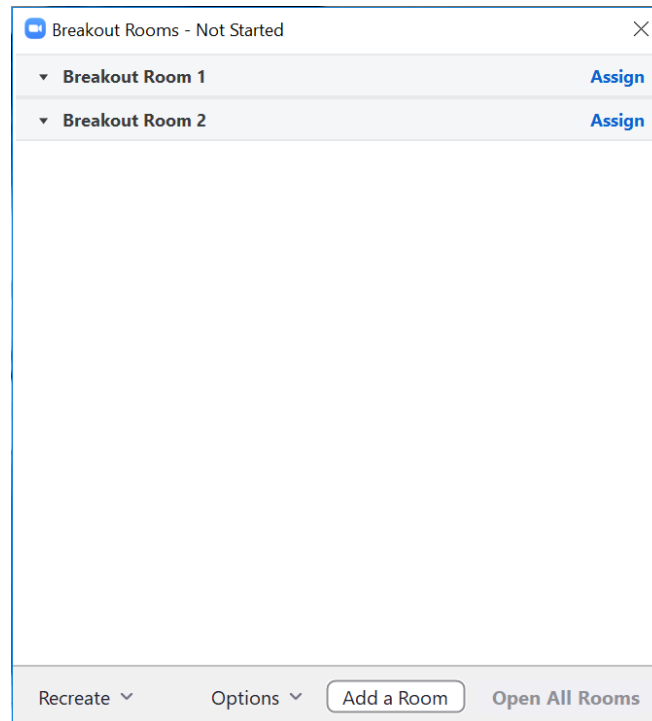 Breakout Rooms - Not Started
Breakout Room 1 Assign
Breakout Room 2 Assign
Recreate Options Add a Room Open All Rooms